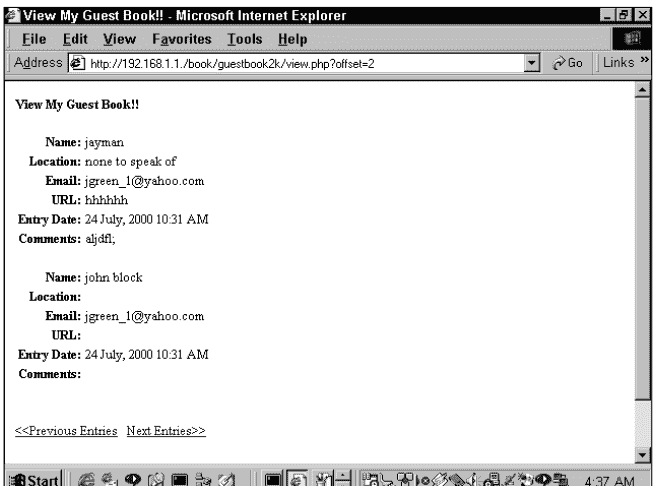 View My Guest Book!! - Microsoft Internet Explorer
File Edit View Favorites Tools Help
Address http://192.168.1.1./book/guestbook2k/view.php?offset=2 Go Links »
View My Guest Book!!
Name: jayman
Location: none to speak of
Email: jgreen_1@yahoo.com
URL: hhhhhh
Entry Date: 24 July, 2000 10:31 AM
Comments: aljdfl;
Name: john block
Location:
Email: jgreen_1@yahoo.com
URL:
Entry Date: 24 July, 2000 10:31 AM
Comments:
<<Previous Entries Next Entries>>
Start 4:37 AM